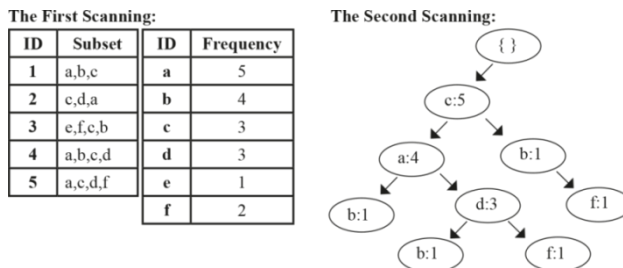 The First Scanning:
ID Subset
1 a,b,c
2 c,d,a
3 e,f,c,b
4 a,b,c,d
5 a,c,d,f
ID Frequency
a 5
b 4
c 3
d 3
e 1
f 2
The Second Scanning:
{ }
c:5
a:4 b:1
b:1 d:3 f:1
b:1 f:1